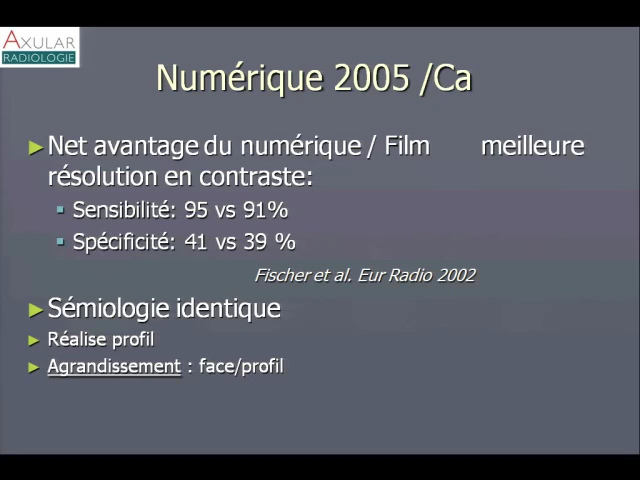 AXULAR
RADIOLOGIE
Numérique 2005 /Ca
Net avantage du numérique / Film meilleure
résolution en contraste:
Sensibilité: 95 vs 91%
Spécificité: 41 vs 39 %
Fischer et al. Eur Radio 2002
Sémiologie identique
Réalise profil
Agrandissement : face/profil